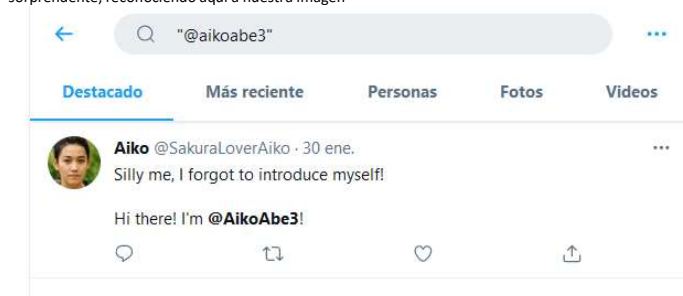 sorprendente, reconociendo aquí a nuestra imagen
"@aikoabe3"
Destacado Más reciente Personas Fotos Videos
Aiko @SakuraLoverAiko · 30 ene.
Silly me, I forgot to introduce myself!
Hi there! I'm @AikoAbe3!